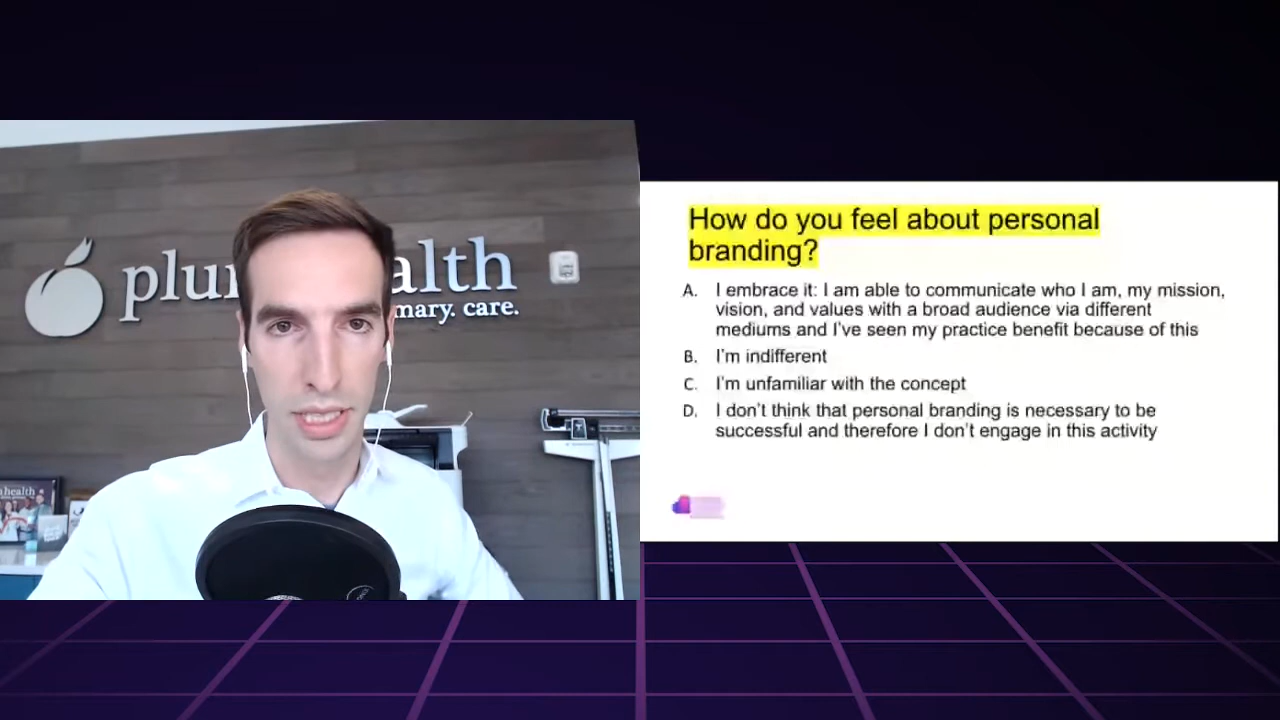 plu
alth
mary. care.
health
How do you feel about personal
branding?
A. I embrace it: I am able to communicate who I am, my mission,
vision, and values with a broad audience via different
mediums and I've seen my practice benefit because of this
B. I'm indifferent
C. I'm unfamiliar with the concept
D. I don't think that personal branding is necessary to be
successful and therefore I don't engage in this activity